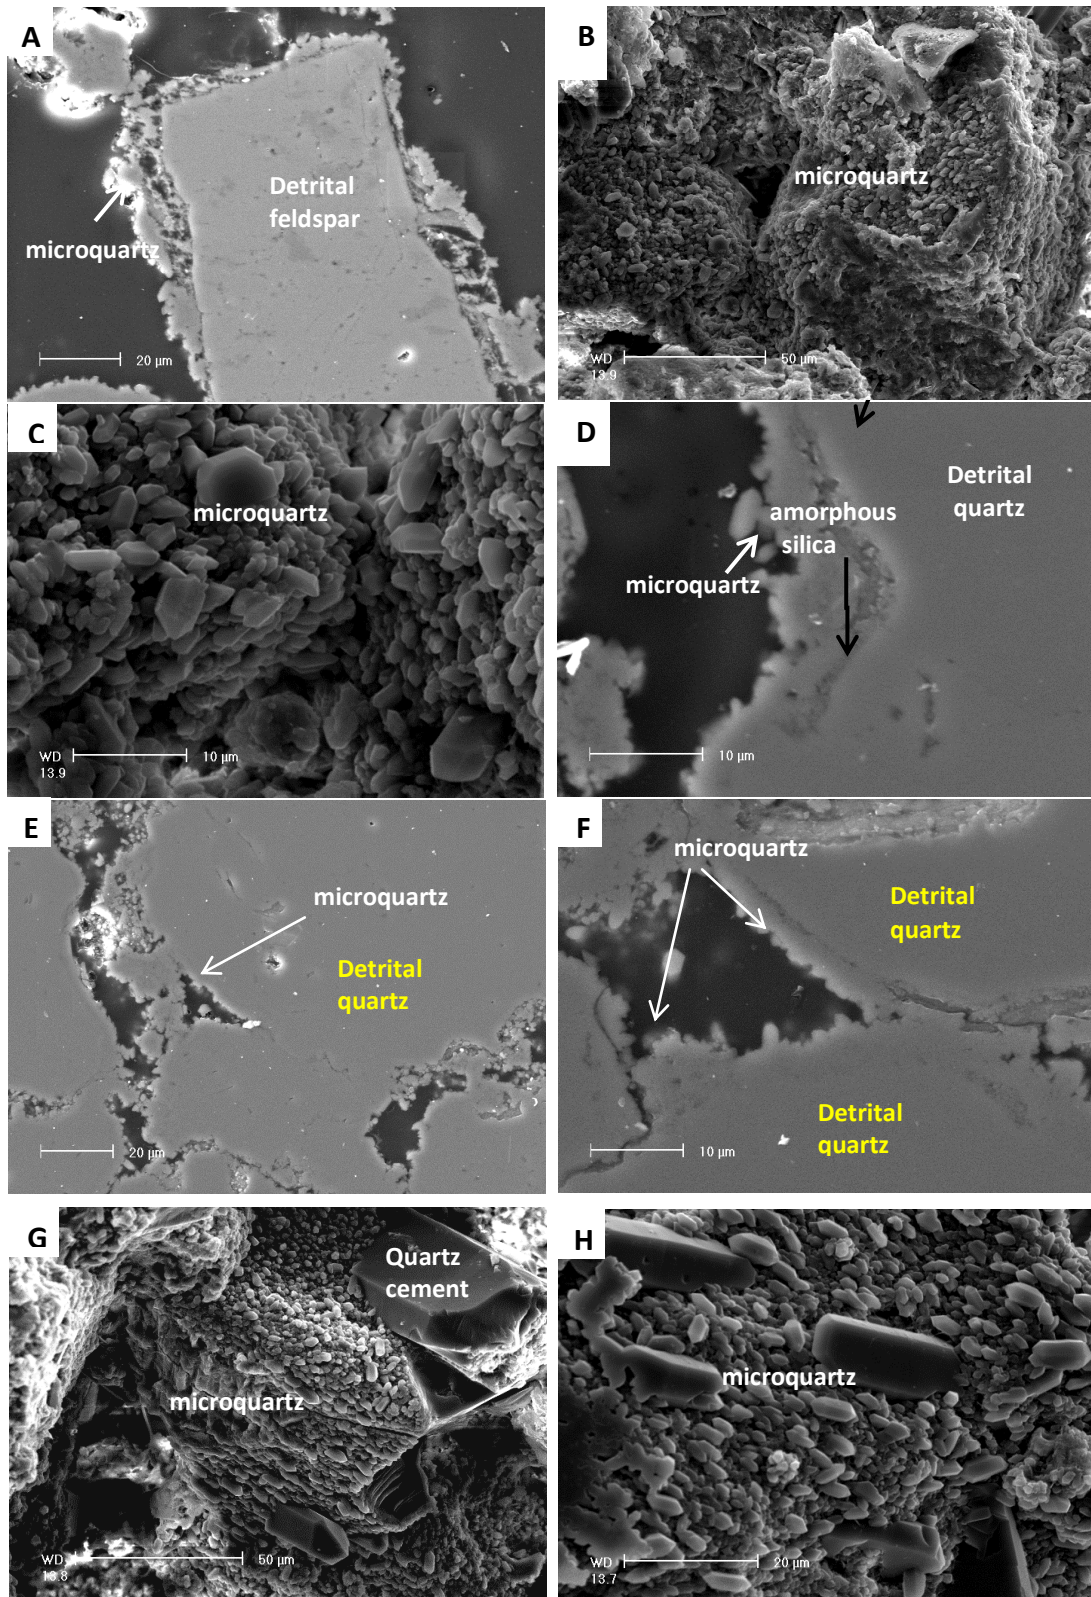 A
Detrital
feldspar
microquartz
20 µm
B
microquartz
WD
13.9
50 µm
C
microquartz
WD
13.9
10 µm
D
Detrital
quartz
amorphous
silica
microquartz
10 µm
E
microquartz
Detrital
quartz
20 µm
F
microquartz
Detrital
quartz
Detrital
quartz
10 µm
G
Quartz
cement
microquartz
WD
13.8
50 µm
H
microquartz
WD
13.7
20 µm